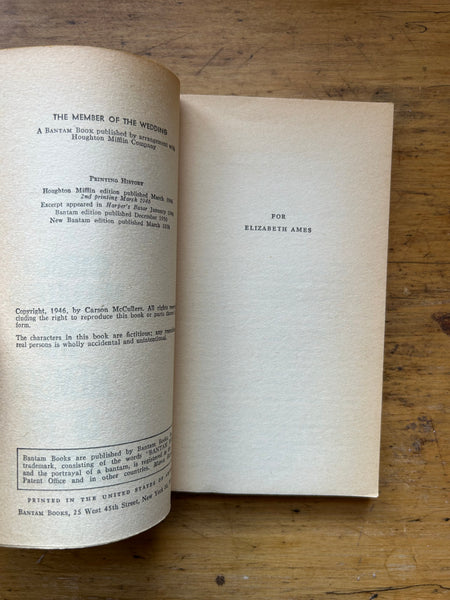 THE MEMBER OF THE WEDDING
A BANTAM BOOK published by arrangement with
Houghton Mifflin Company
PRINTING HISTORY
Houghton Mifflin edition published March 1946
2nd printing March 1946
Excerpt appeared in Harper's Bazar January 1946
Bantam edition published December 1950
New Bantam edition published March 1958
Copyright, 1946, by Carson McCullers. All rights
cluding the right to reproduce this book or parts
form.
The characters in this book are fictitious; any
real persons is wholly accidental and unintentional.
Bantam Books are published by Bantam Books
trademark, consisting of the words "BANTAM
and the portrayal of a bantam, is registered in
Patent Office and in other countries.
PRINTED IN THE UNITED STATES OF
BANTAM BOOKS, 25 West 45th Street, New York
FOR
ELIZABETH AMES